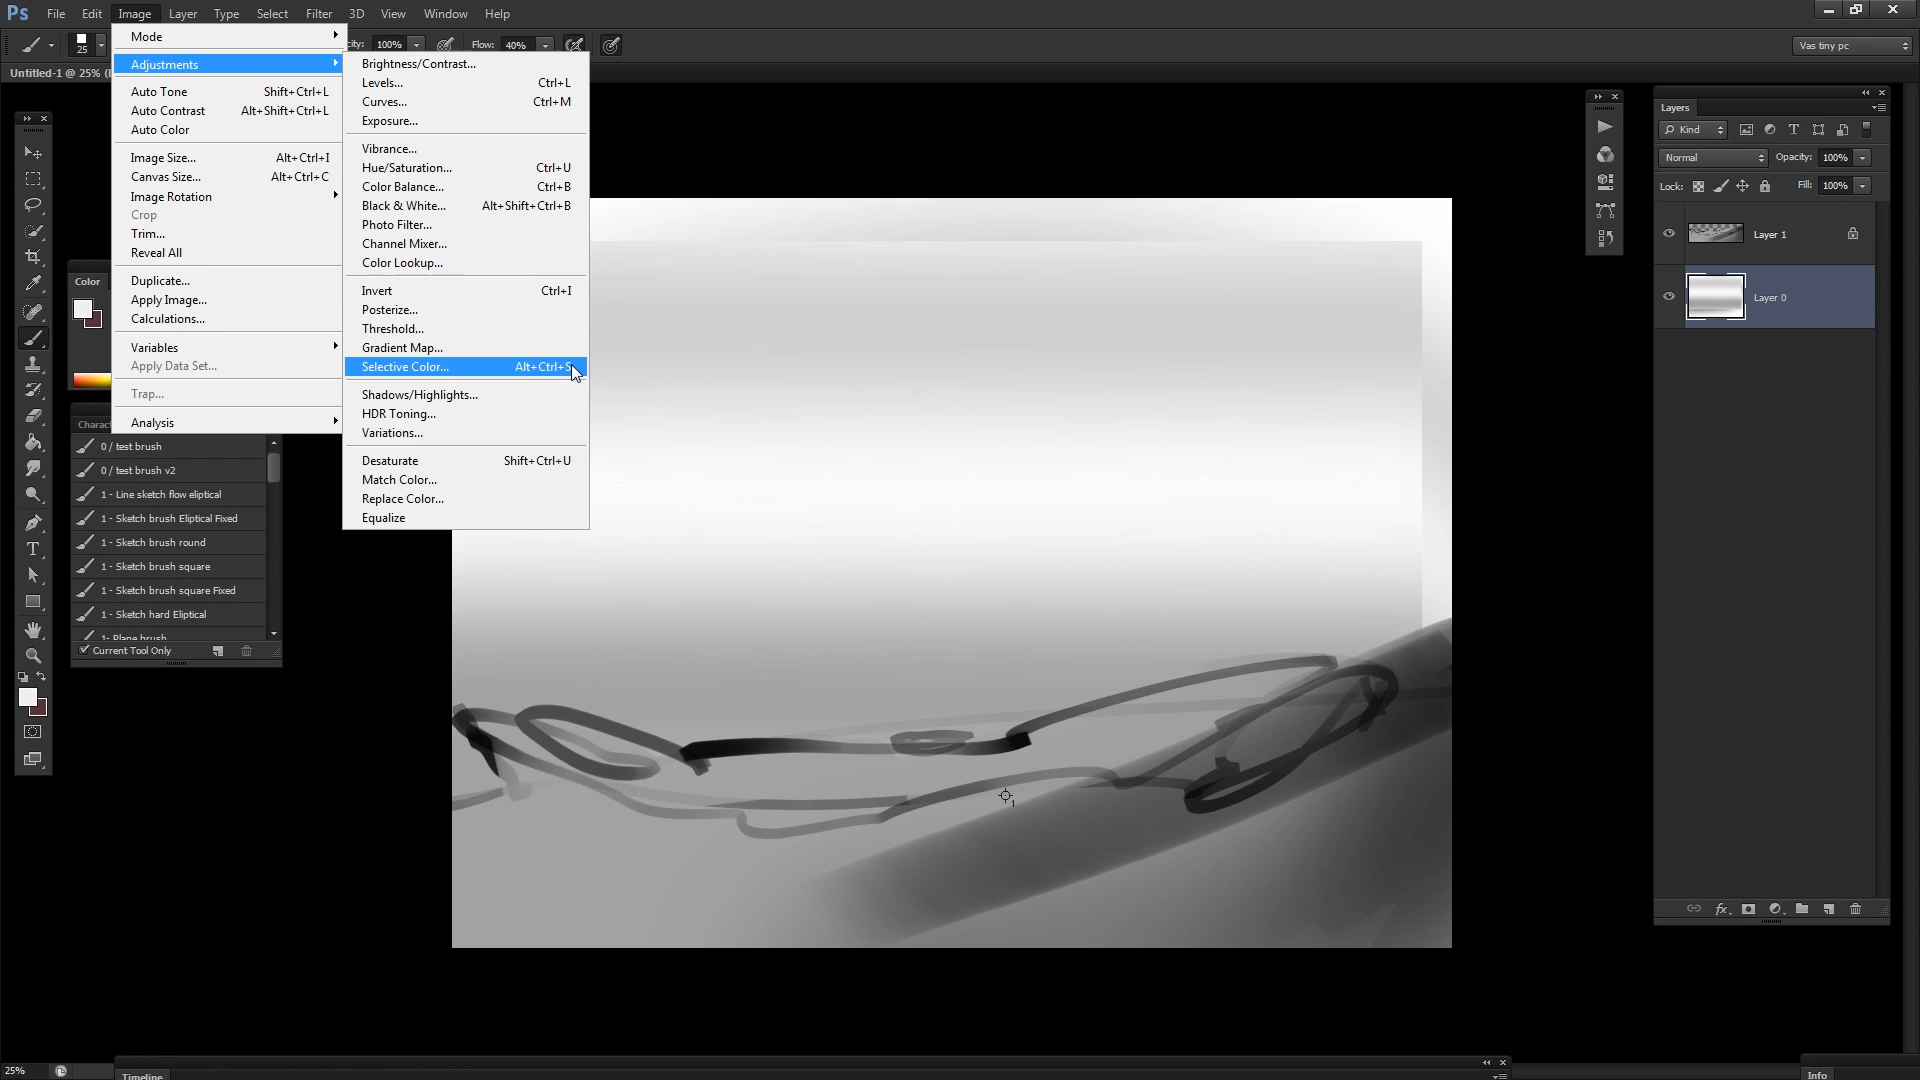 Ps File Edit Image Layer Type Select Filter 3D View Window Help
25 100% Flow: 40% Vas tiny pc
Untitled-1 @ 25%
Mode
Adjustments
Auto Tone Shift+Ctrl+L
Auto Contrast Alt+Shift+Ctrl+L
Auto Color
Image Size... Alt+Ctrl+I
Canvas Size... Alt+Ctrl+C
Image Rotation
Crop
Trim...
Reveal All
Duplicate...
Apply Image...
Calculations...
Variables
Apply Data Set...
Trap...
Analysis
Brightness/Contrast...
Levels... Ctrl+L
Curves... Ctrl+M
Exposure...
Vibrance...
Hue/Saturation... Ctrl+U
Color Balance... Ctrl+B
Black & White... Alt+Shift+Ctrl+B
Photo Filter...
Channel Mixer...
Color Lookup...
Invert Ctrl+I
Posterize...
Threshold...
Gradient Map...
Selective Color... Alt+Ctrl+S
Shadows/Highlights...
HDR Toning...
Variations...
Desaturate Shift+Ctrl+U
Match Color...
Replace Color...
Equalize
Color
0 / test brush
0 / test brush v2
1 - Line sketch flow eliptical
1 - Sketch brush Eliptical Fixed
1 - Sketch brush round
1 - Sketch brush square
1 - Sketch brush square Fixed
1 - Sketch hard Eliptical
1- Plane brush
Current Tool Only
1
Layers
Kind
Normal Opacity: 100%
Lock: Fill: 100%
Layer 1
Layer 0
fx
25%
Timeline
Info